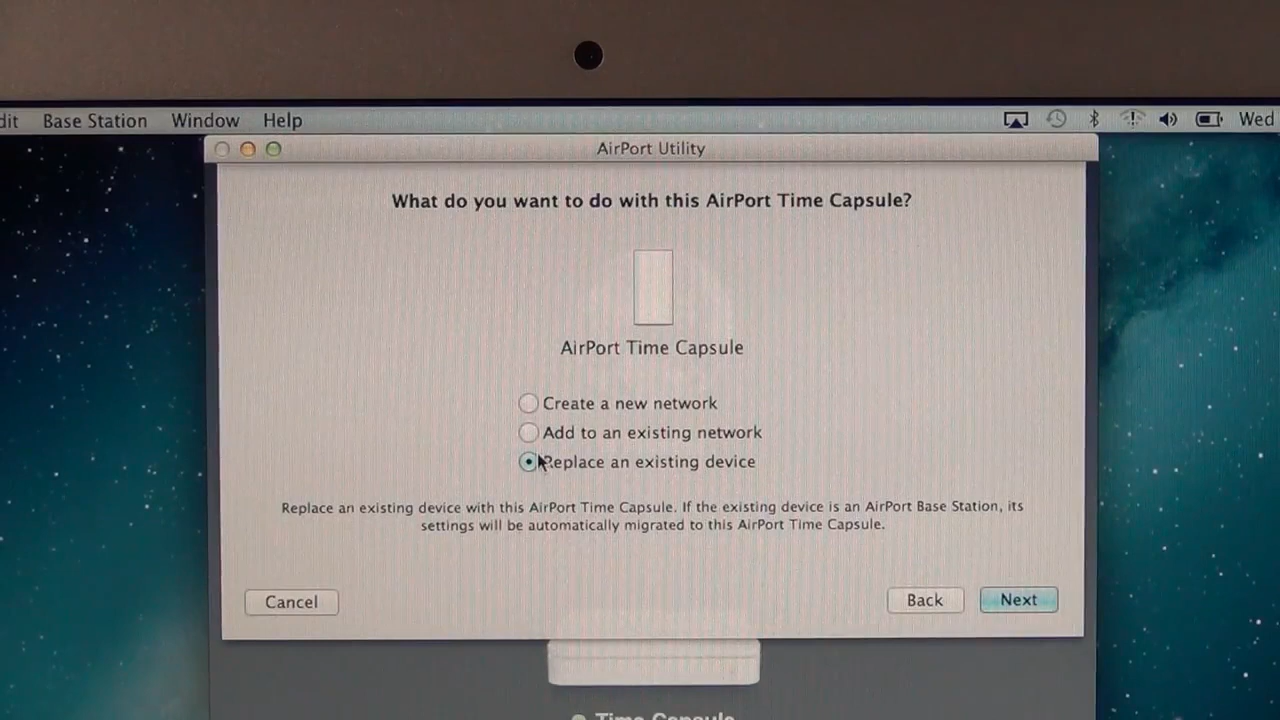 dit Base Station Window Help Wed
AirPort Utility
What do you want to do with this AirPort Time Capsule?
AirPort Time Capsule
Create a new network
Add to an existing network
Replace an existing device
Replace an existing device with this AirPort Time Capsule. If the existing device is an AirPort Base Station, its
settings will be automatically migrated to this AirPort Time Capsule.
Cancel Back Next
Time Capsule